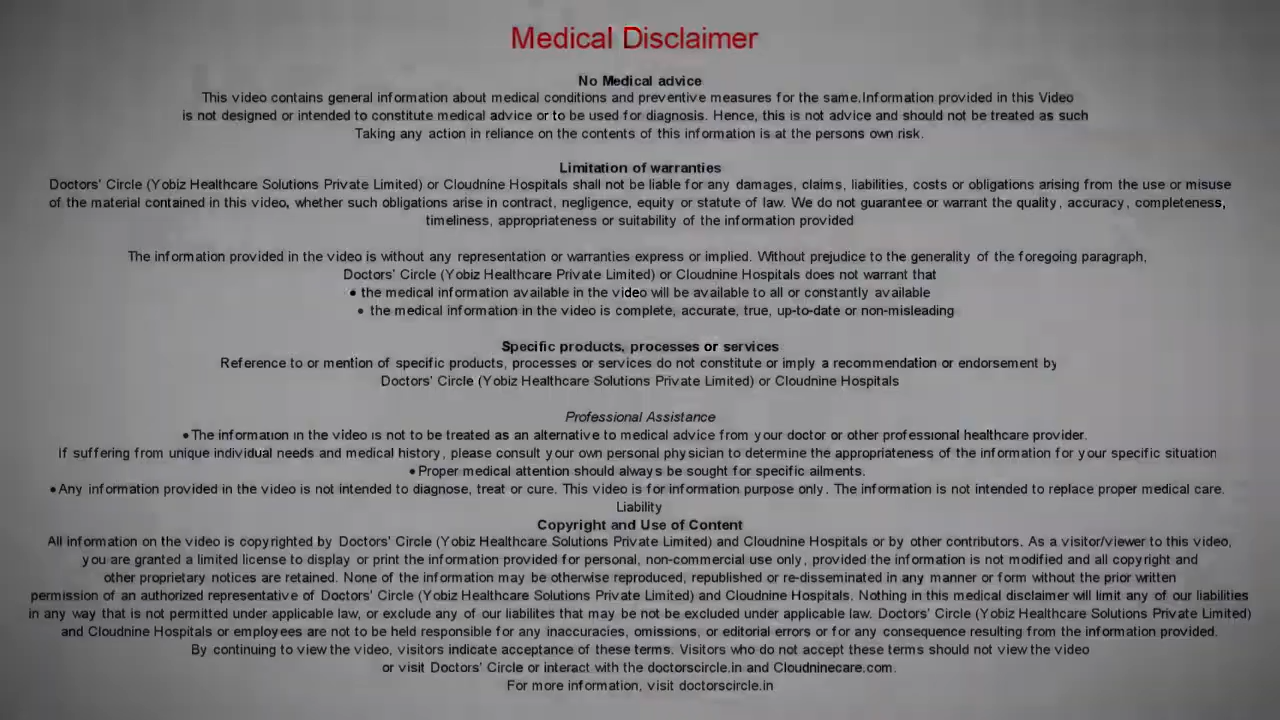 Medical Disclaimer
No Medical advice
This video contains general information about medical conditions and preventive measures for the same.Information provided in this Video
is not designed or intended to constitute medical advice or to be used for diagnosis. Hence, this is not advice and should not be treated as such
Taking any action in reliance on the contents of this information is at the persons own risk.
Limitation of warranties
Doctors' Circle (Yobiz Healthcare Solutions Private Limited) or Cloudnine Hospitals shall not be liable for any damages, claims, liabilities, costs or obligations arising from the use or misuse
of the material contained in this video, whether such obligations arise in contract, negligence, equity or statute of law. We do not guarantee or warrant the quality, accuracy, completeness,
timeliness, appropriateness or suitability of the information provided
The information provided in the video is without any representation or warranties express or implied. Without prejudice to the generality of the foregoing paragraph,
Doctors' Circle (Yobiz Healthcare Private Limited) or Cloudnine Hospitals does not warrant that
• the medical information available in the video will be available to all or constantly available
• the medical information in the video is complete, accurate, true, up-to-date or non-misleading
Specific products, processes or services
Reference to or mention of specific products, processes or services do not constitute or imply a recommendation or endorsement by
Doctors' Circle (Yobiz Healthcare Solutions Private Limited) or Cloudnine Hospitals
Professional Assistance
•The information in the video is not to be treated as an alternative to medical advice from your doctor or other professional healthcare provider.
If suffering from unique individual needs and medical history, please consult your own personal physician to determine the appropriateness of the information for your specific situation
•Proper medical attention should always be sought for specific ailments.
•Any information provided in the video is not intended to diagnose, treat or cure. This video is for information purpose only. The information is not intended to replace proper medical care.
Liability
Copyright and Use of Content
All information on the video is copyrighted by Doctors' Circle (Yobiz Healthcare Solutions Private Limited) and Cloudnine Hospitals or by other contributors. As a visitor/viewer to this video,
you are granted a limited license to display or print the information provided for personal, non-commercial use only, provided the information is not modified and all copyright and
other proprietary notices are retained. None of the information may be otherwise reproduced, republished or re-disseminated in any manner or form without the prior written
permission of an authorized representative of Doctors' Circle (Yobiz Healthcare Solutions Private Limited) and Cloudnine Hospitals. Nothing in this medical disclaimer will limit any of our liabilities
in any way that is not permitted under applicable law, or exclude any of our liabilites that may be not be excluded under applicable law. Doctors' Circle (Yobiz Healthcare Solutions Private Limited)
and Cloudnine Hospitals or employees are not to be held responsible for any inaccuracies, omissions, or editorial errors or for any consequence resulting from the information provided.
By continuing to view the video, visitors indicate acceptance of these terms. Visitors who do not accept these terms should not view the video
or visit Doctors' Circle or interact with the doctorscircle.in and Cloudninecare.com.
For more information, visit doctorscircle.in